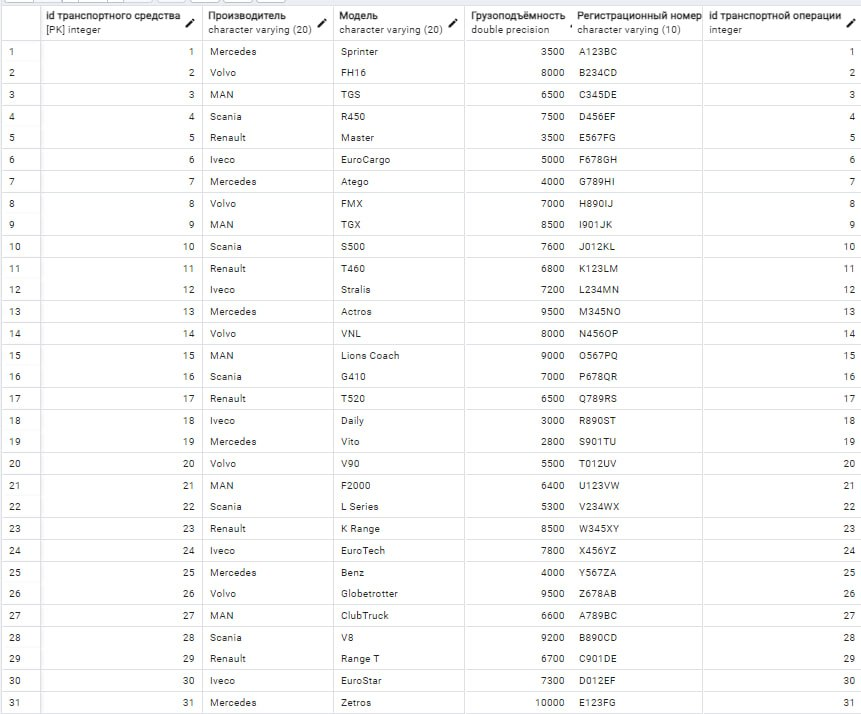 id транспортного средства Производитель Модель Грузоподъёмность Регистрационный номер id транспортной операции
[PK] integer character varying (20) character varying (20) double precision character varying (10) integer
1 1 Mercedes Sprinter 3500 A123BC 1
2 2 Volvo FH16 8000 B234CD 2
3 3 MAN TGS 6500 C345DE 3
4 4 Scania R450 7500 D456EF 4
5 5 Renault Master 3500 E567FG 5
6 6 Iveco EuroCargo 5000 F678GH 6
7 7 Mercedes Atego 4000 G789HI 7
8 8 Volvo FMX 7000 H890IJ 8
9 9 MAN TGX 8500 I901JK 9
10 10 Scania S500 7600 J012KL 10
11 11 Renault T460 6800 K123LM 11
12 12 Iveco Stralis 7200 L234MN 12
13 13 Mercedes Actros 9500 M345NO 13
14 14 Volvo VNL 8000 N456OP 14
15 15 MAN Lions Coach 9000 O567PQ 15
16 16 Scania G410 7000 P678QR 16
17 17 Renault T520 6500 Q789RS 17
18 18 Iveco Daily 3000 R890ST 18
19 19 Mercedes Vito 2800 S901TU 19
20 20 Volvo V90 5500 T012UV 20
21 21 MAN F2000 6400 U123VW 21
22 22 Scania L Series 5300 V234WX 22
23 23 Renault K Range 8500 W345XY 23
24 24 Iveco EuroTech 7800 X456YZ 24
25 25 Mercedes Benz 4000 Y567ZA 25
26 26 Volvo Globetrotter 9500 Z678AB 26
27 27 MAN ClubTruck 6600 A789BC 27
28 28 Scania V8 9200 B890CD 28
29 29 Renault Range T 6700 C901DE 29
30 30 Iveco EuroStar 7300 D012EF 30
31 31 Mercedes Zetros 10000 E123FG 31